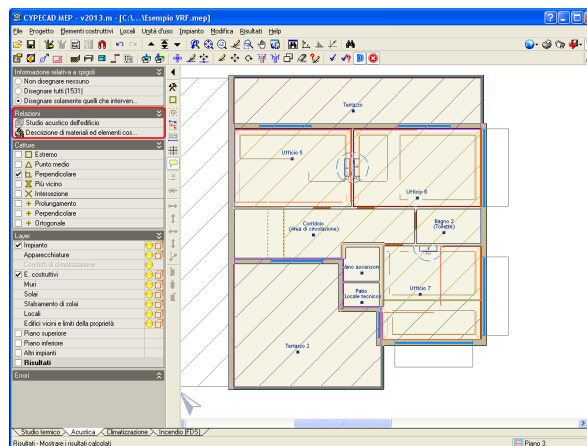 CYPECAD MEP - v2013.m - [C:\...\Esempio VRF.mep]
File Progetto Elementi costruttivi Locali Unità d'uso Impianto Modifica Risultati Help
Informazione relativa a spigoli
Non disegnare nessuno
Disegnare tutti (1531)
Disegnare solamente quelli che interven...
Relazioni
Studio acustico dell'edificio
Descrizione di materiali ed elementi cos...
Catture
Estremo
Punto medio
Perpendicolare
Più vicino
Intersezione
Prolungamento
Perpendicolare
Ortogonale
Layer
Impianto
Apparecchiature
Condotti di climatizzazione
E. costruttivi
Muri
Solai
Sfalsamento di solai
Locali
Edifici vicini e limiti della proprietà
Piano superiore
Piano inferiore
Altri impianti
Risultati
Errori
Terrazzo
Ufficio 5
Ufficio 6
Corridoio
(Area di circolazione)
Bagno 2
(Toilette)
Vano ascensore
Patio
Locale tecnico
Ufficio 7
Terrazzo 2
Studio termico Acustica Climatizzazione Incendio (FDS)
Risultati - Mostrare i risultati calcolati
Piano 3